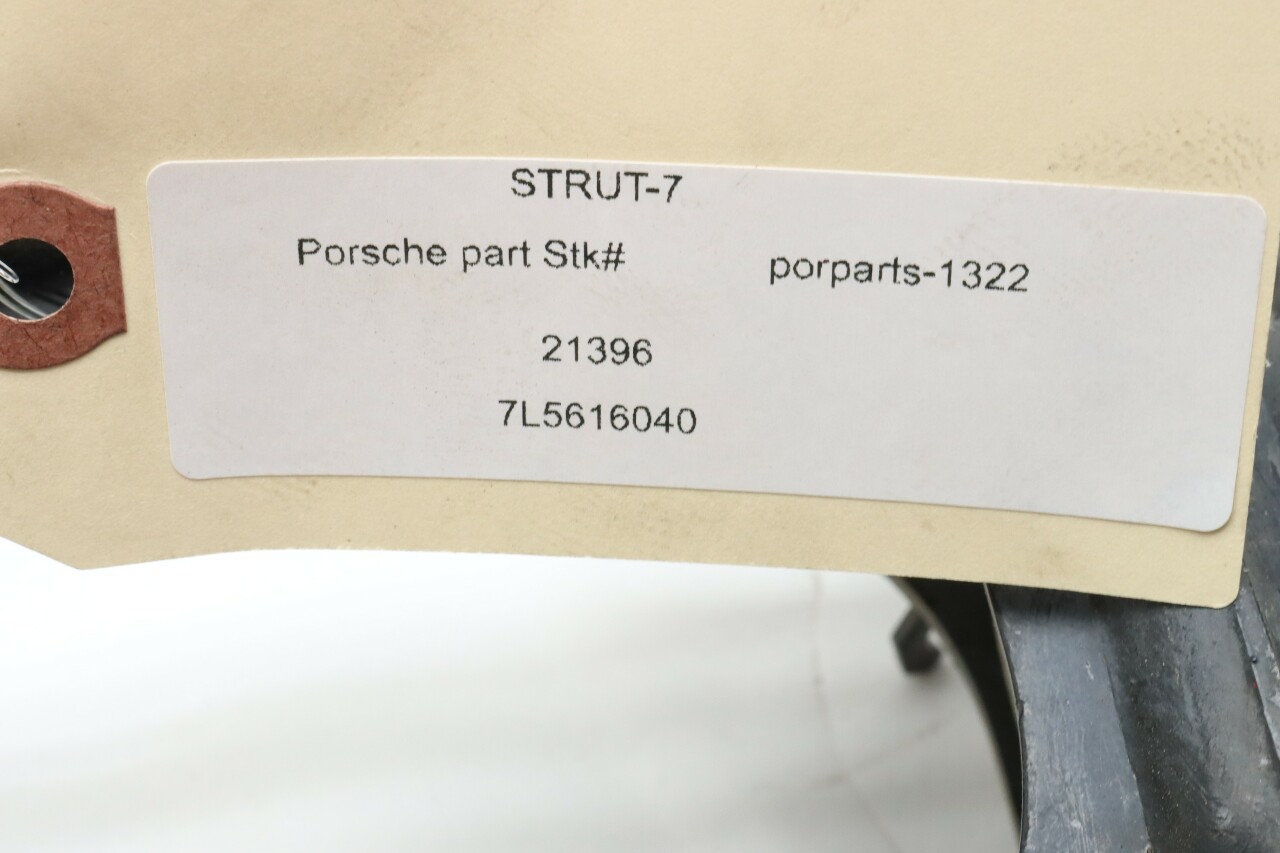 STRUT-7
Porsche part Stk# porparts-1322
21396
7L5616040